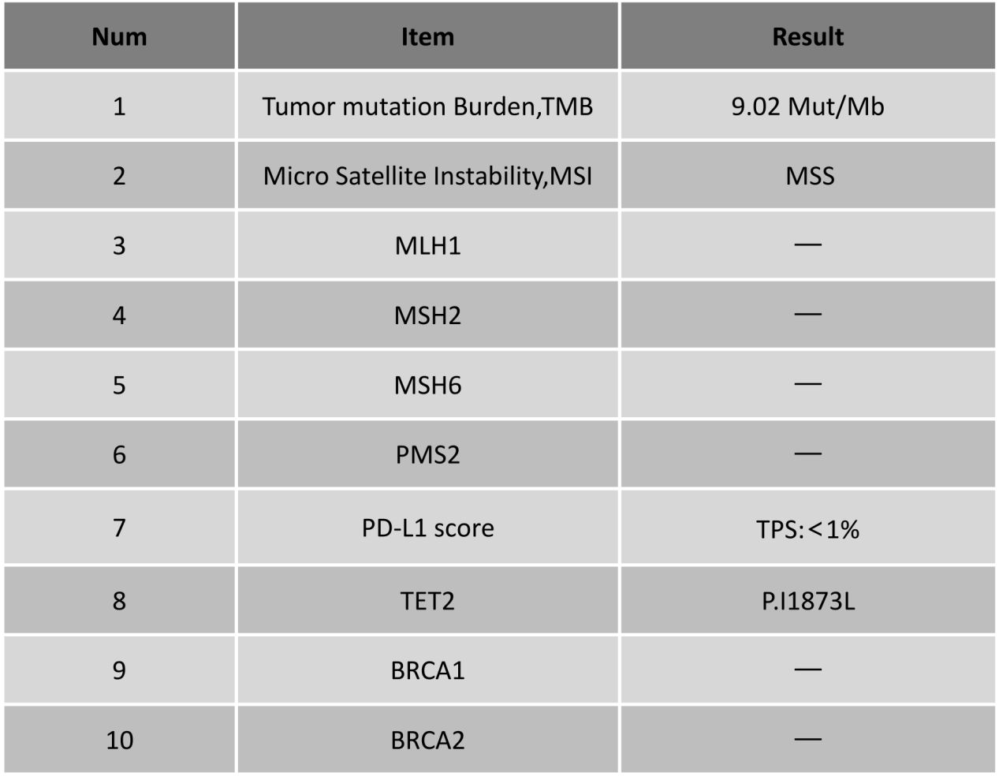 Num Item Result
1 Tumor mutation Burden,TMB 9.02 Mut/Mb
2 Micro Satellite Instability,MSI MSS
3 MLH1 —
4 MSH2 —
5 MSH6 —
6 PMS2 —
7 PD-L1 score TPS:<1%
8 TET2 P.I1873L
9 BRCA1 —
10 BRCA2 —